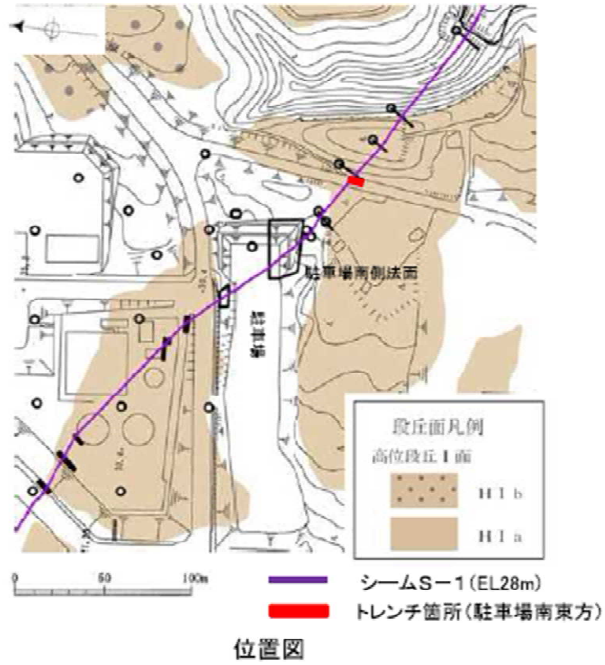 駐車場南側法面
駐車場
段丘面凡例
高位段丘Ⅰ面
HⅠb
HⅠa
0 50 100m
シームS-1(EL28m)
トレンチ箇所(駐車場南東方)
位置図